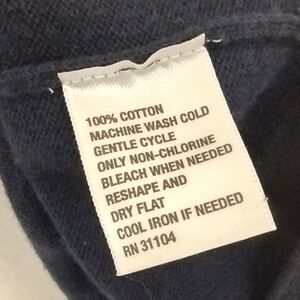 100% COTTON
MACHINE WASH COLD
GENTLE CYCLE
ONLY NON-CHLORINE
BLEACH WHEN NEEDED
RESHAPE AND
DRY FLAT
COOL IRON IF NEEDED
RN 31104